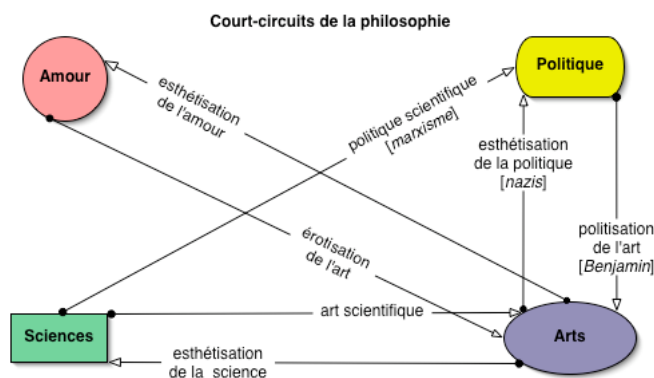 Court-circuits de la philosophie
Amour
Politique
esthétisation
de l'amour
politique scientifique
[marxisme]
esthétisation
de la politique
[nazis]
politisation
de l'art
[Benjamin]
érotisation
de l'art
Sciences
art scientifique
Arts
esthétisation
de la science